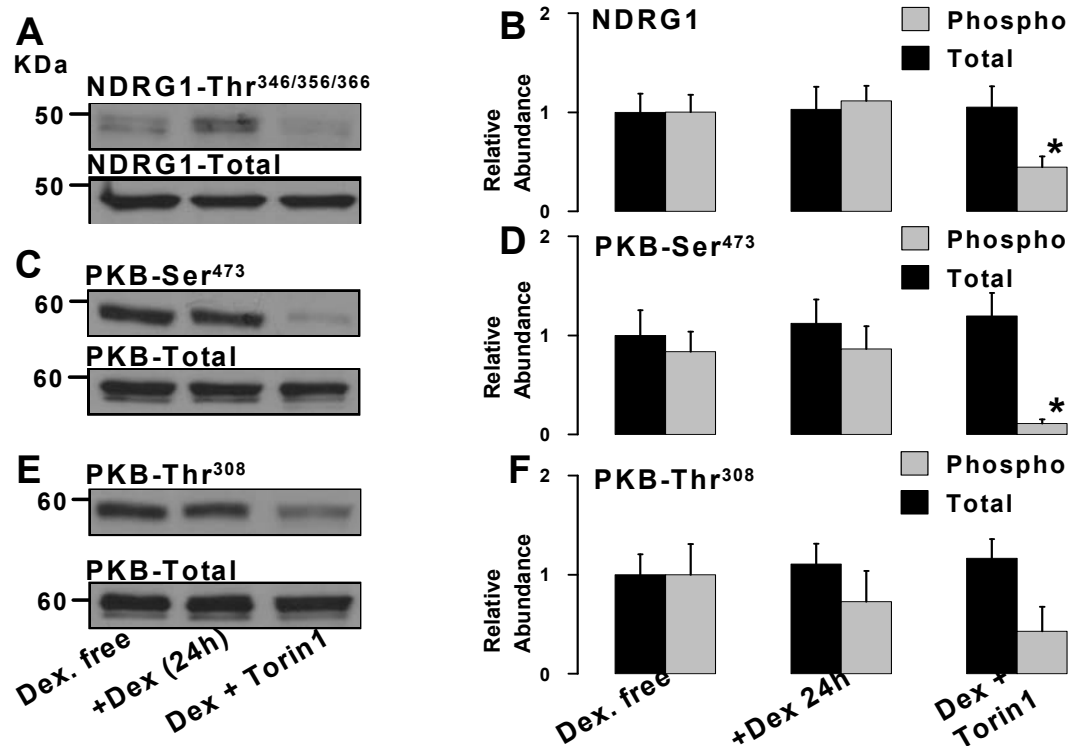 A
KDa
NDRG1-Thr346/356/366
50
NDRG1-Total
50
C
PKB-Ser473
60
PKB-Total
60
E
PKB-Thr308
60
PKB-Total
60
Dex. free
+Dex (24h)
Dex + Torin1
B
NDRG1
Phospho
Total
Relative
Abundance
2
1
0
*
D
PKB-Ser473
Phospho
Total
Relative
Abundance
2
1
0
*
F
PKB-Thr308
Phospho
Total
Relative
Abundance
2
1
0
Dex. free
+Dex 24h
Dex +
Torin1